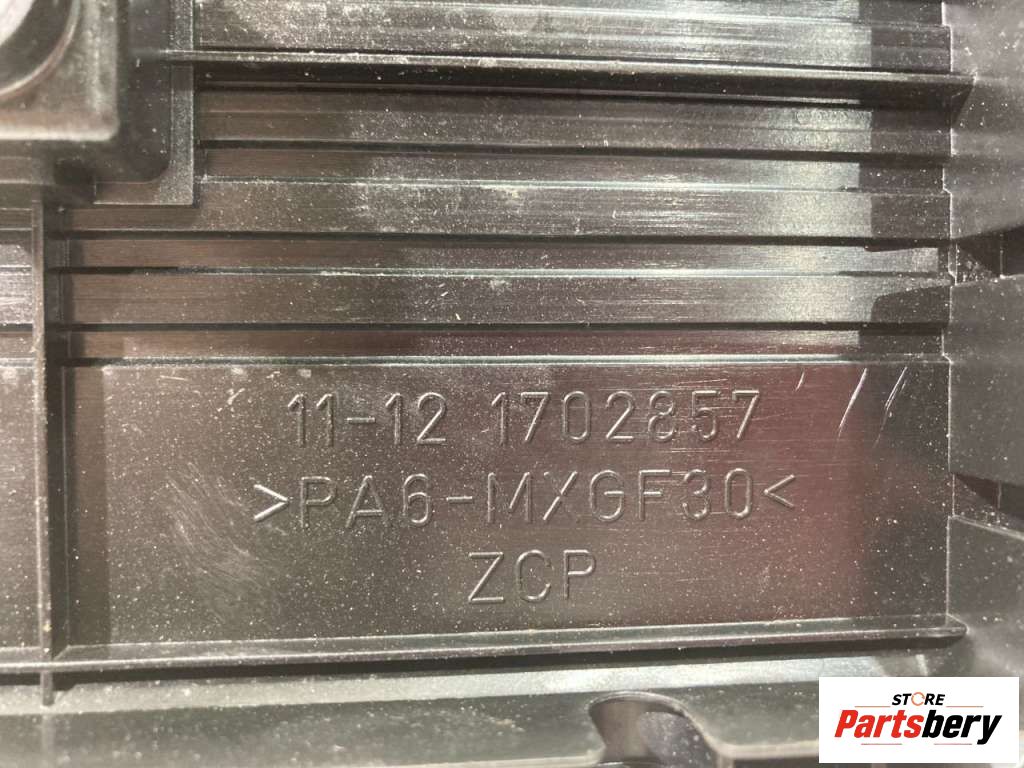 11-12 1702857
>PA6-MXGF30<
ZCP
STORE
Partsbery